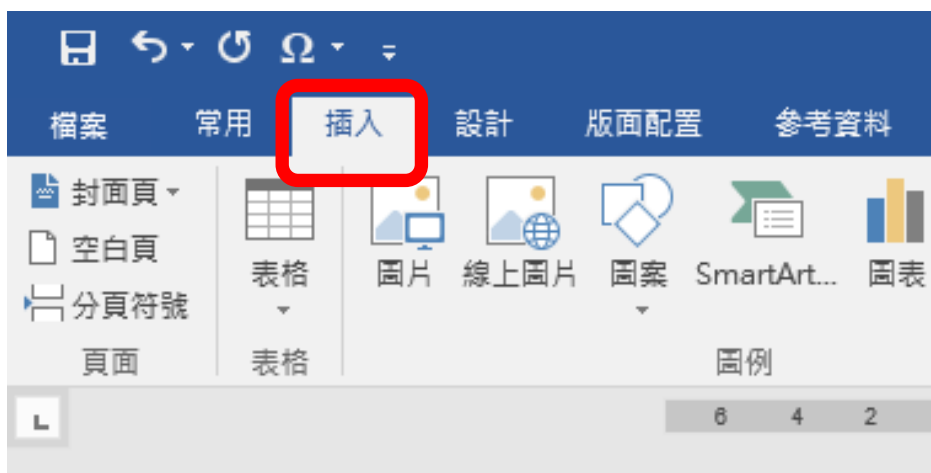 檔案 常用 插入 設計 版面配置 參考資料
封面頁
空白頁
分頁符號
表格
圖片 線上圖片 圖案 SmartArt... 圖表
頁面 表格 圖例
L
6 4 2